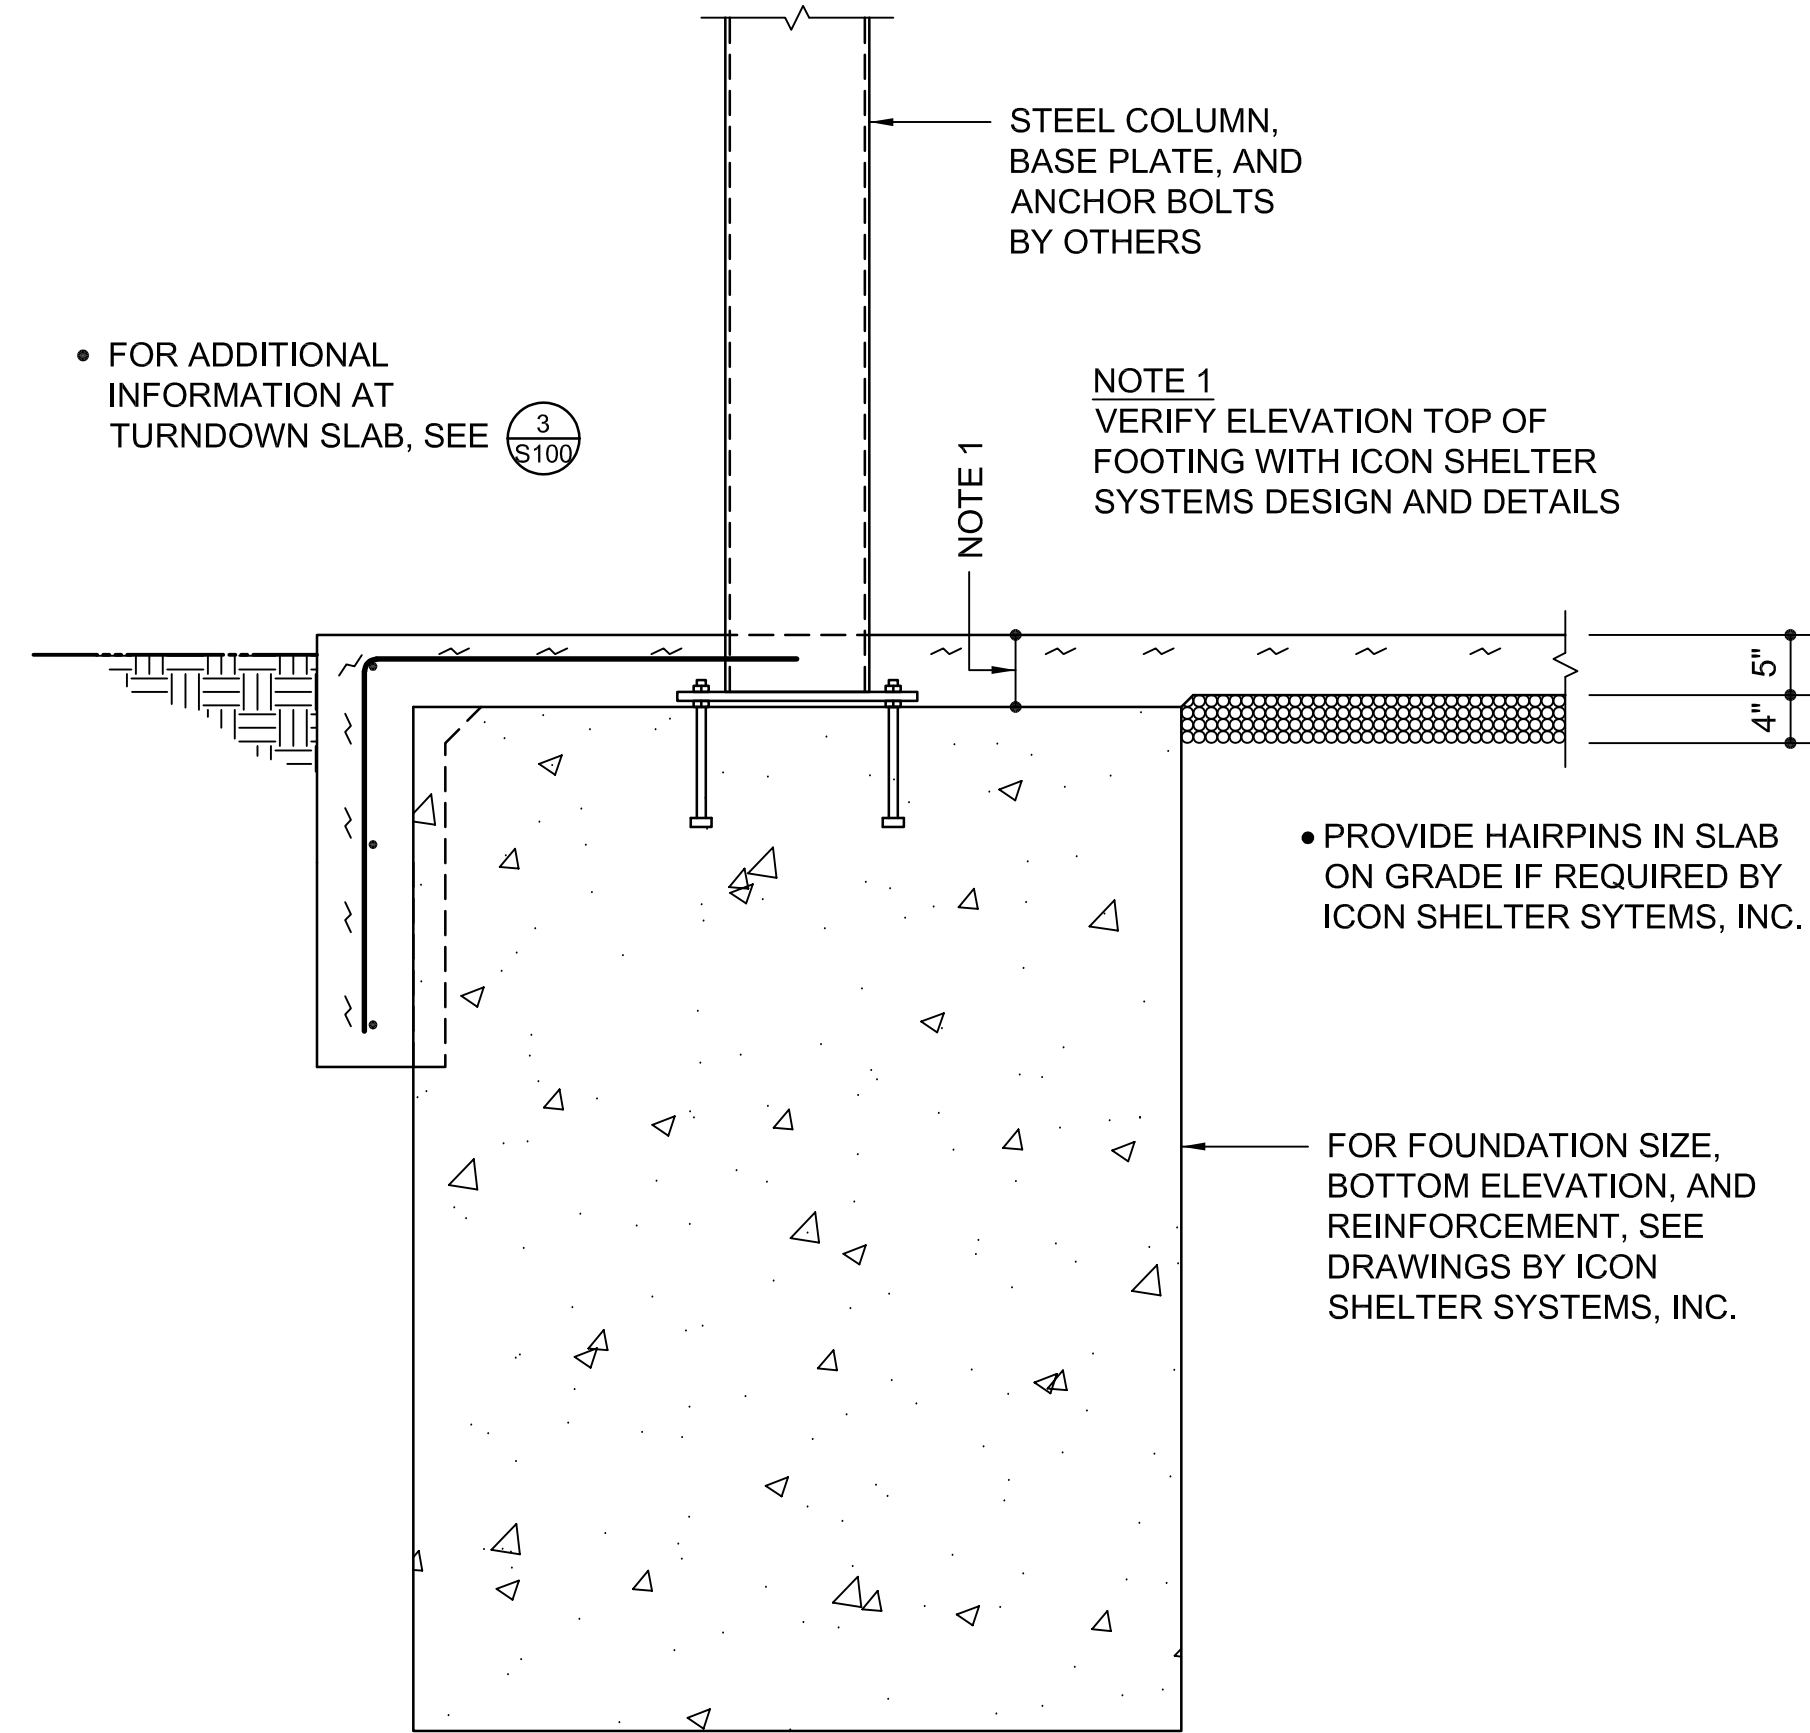 STEEL COLUMN,
BASE PLATE, AND
ANCHOR BOLTS
BY OTHERS
• FOR ADDITIONAL
INFORMATION AT
TURNDOWN SLAB, SEE
3
S100
NOTE 1
VERIFY ELEVATION TOP OF
FOOTING WITH ICON SHELTER
SYSTEMS DESIGN AND DETAILS
NOTE 1
5"
4"
• PROVIDE HAIRPINS IN SLAB
ON GRADE IF REQUIRED BY
ICON SHELTER SYTEMS, INC.
FOR FOUNDATION SIZE,
BOTTOM ELEVATION, AND
REINFORCEMENT, SEE
DRAWINGS BY ICON
SHELTER SYSTEMS, INC.